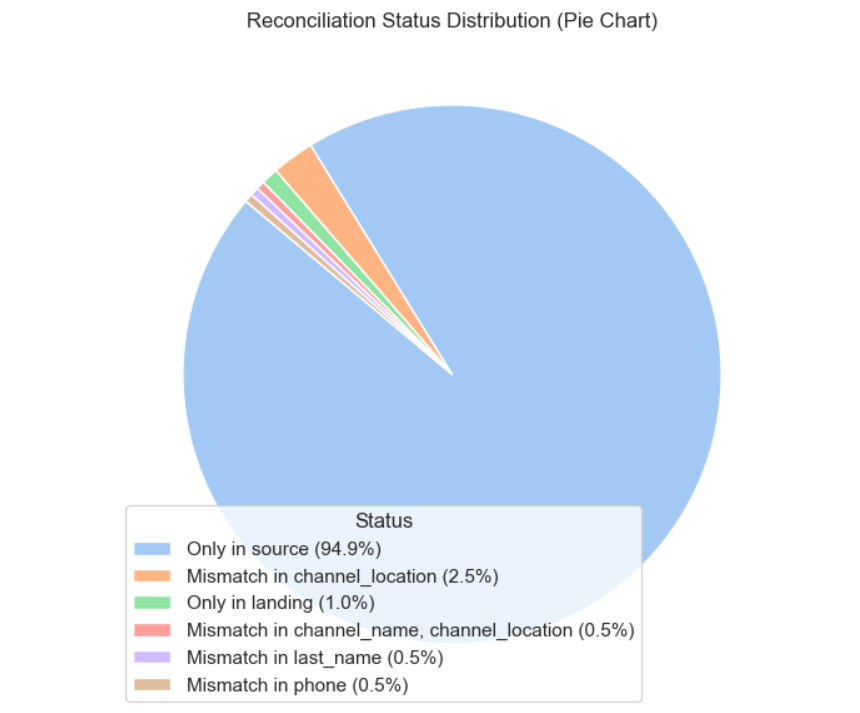 Reconciliation Status Distribution (Pie Chart)
Status
Only in source (94.9%)
Mismatch in channel_location (2.5%)
Only in landing (1.0%)
Mismatch in channel_name, channel_location (0.5%)
Mismatch in last_name (0.5%)
Mismatch in phone (0.5%)